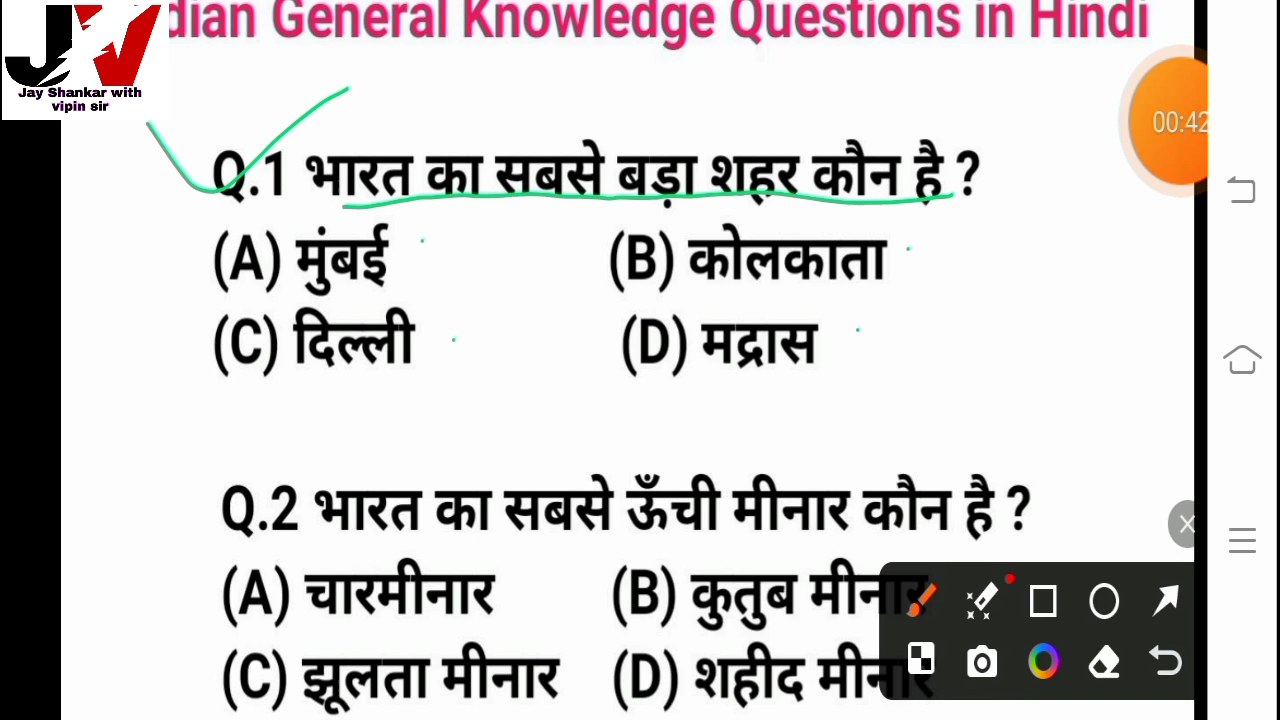 dian General Knowledge Questions in Hindi
Jay Shankar with
vipin sir
00:42
Q.1 भारत का सबसे बड़ा शहर कौन है ?
(A) मुंबई (B) कोलकाता
(C) दिल्ली (D) मद्रास
Q.2 भारत का सबसे ऊँची मीनार कौन है ?
(A) चारमीनार (B) कुतुब मीनार
(C) झूलता मीनार (D) शहीद मीनार